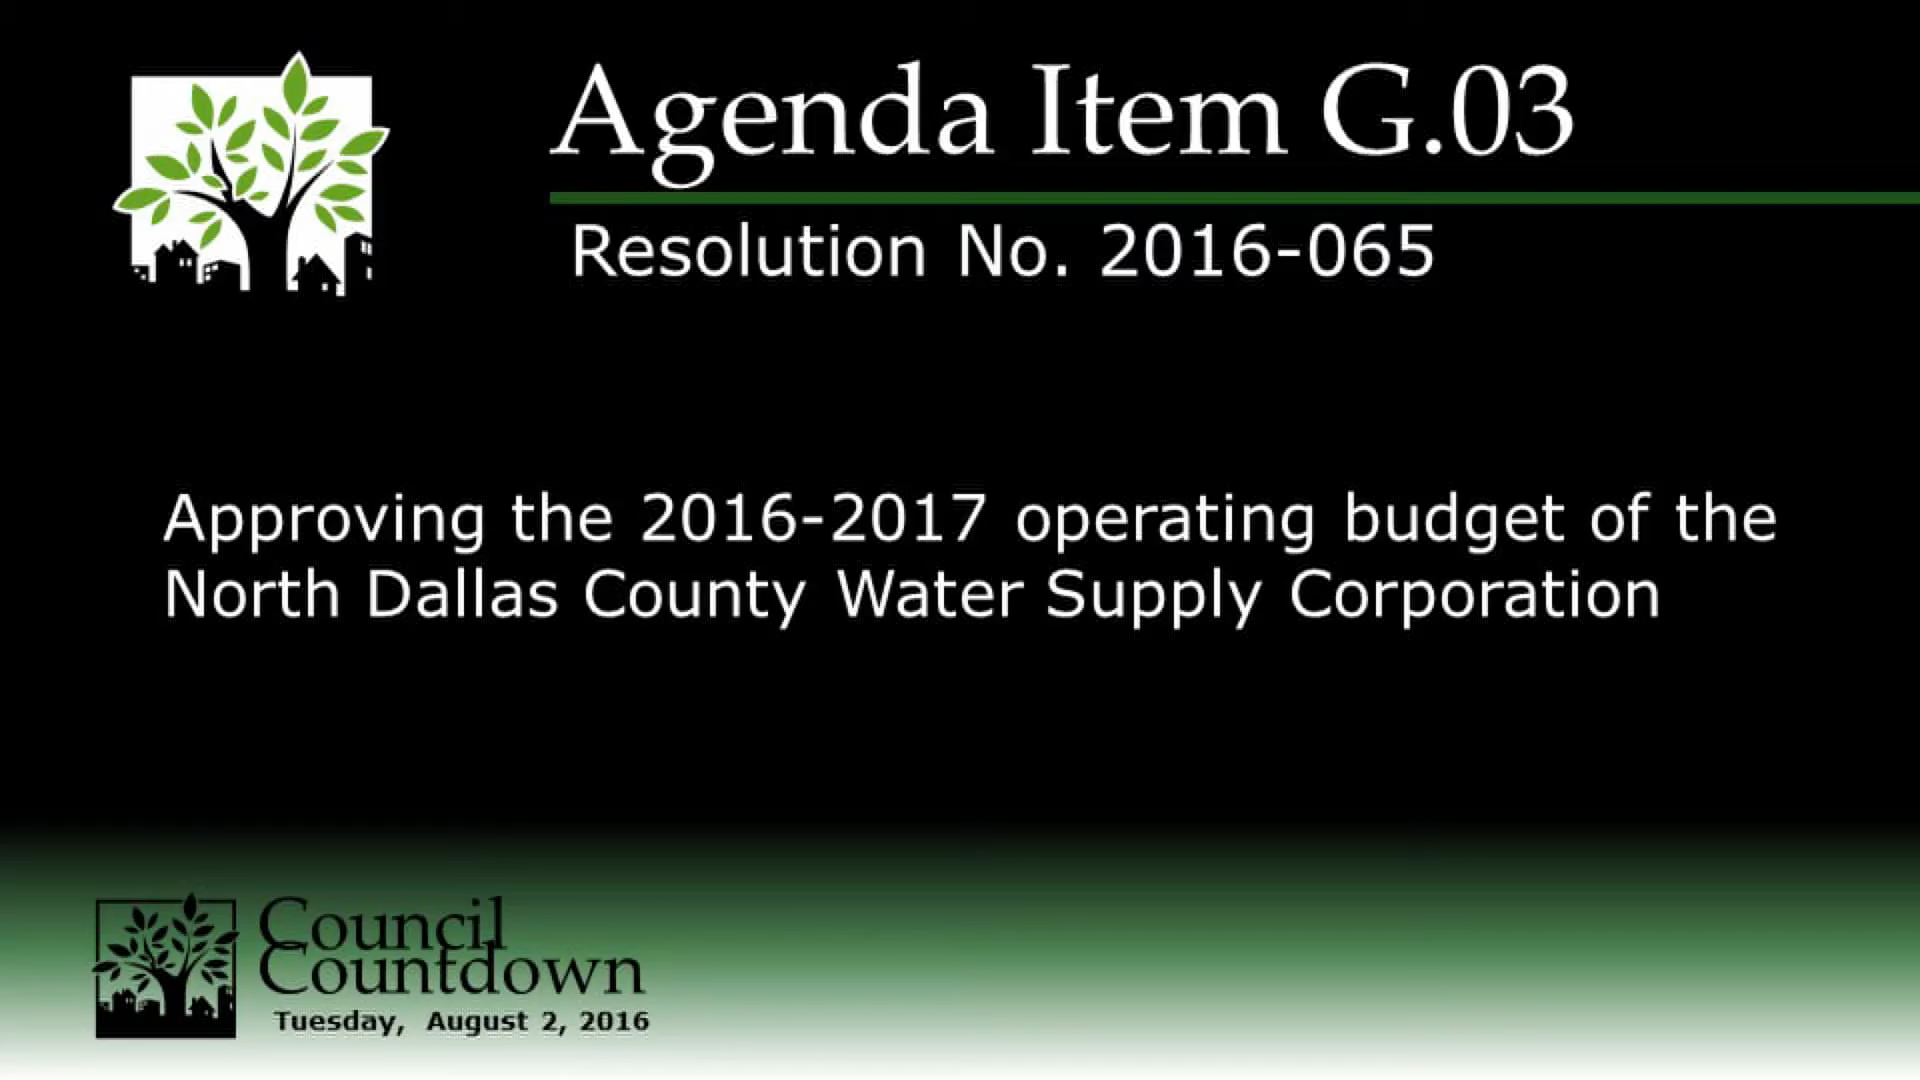 Agenda Item G.03
Resolution No. 2016-065
Approving the 2016-2017 operating budget of the
North Dallas County Water Supply Corporation
Council
Countdown
Tuesday, August 2, 2016